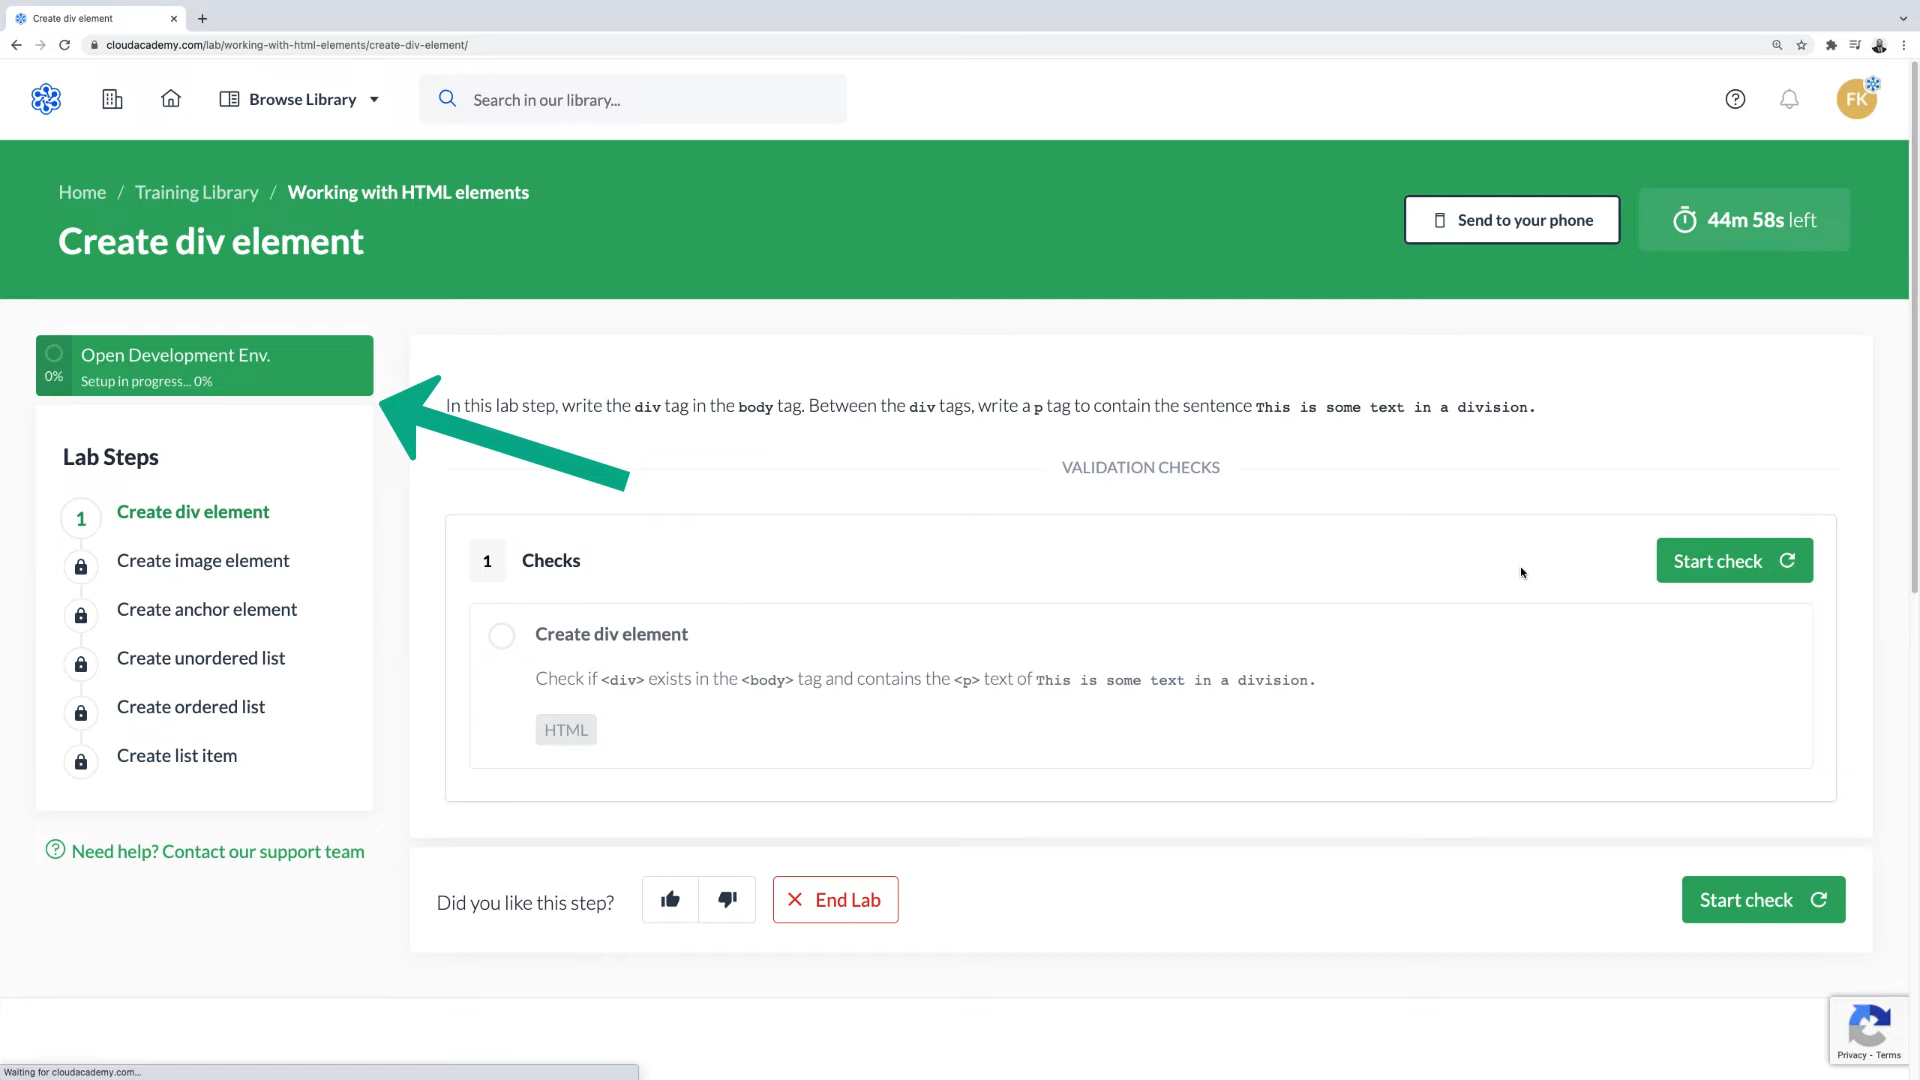 Create div element
cloudacademy.com/lab/working-with-html-elements/create-div-element/
Browse Library
Search in our library...
FK
Home / Training Library / Working with HTML elements
Create div element
Send to your phone
44m 58s left
Open Development Env.
0%
Setup in progress... 0%
In this lab step, write the div tag in the body tag. Between the div tags, write a p tag to contain the sentence This is some text in a division.
Lab Steps
1
Create div element
Create image element
Create anchor element
Create unordered list
Create ordered list
Create list item
Need help? Contact our support team
VALIDATION CHECKS
1 Checks
Start check
Create div element
Check if <div> exists in the <body> tag and contains the <p> text of This is some text in a division.
HTML
Did you like this step?
End Lab
Start check
Privacy - Terms
Waiting for cloudacademy.com...